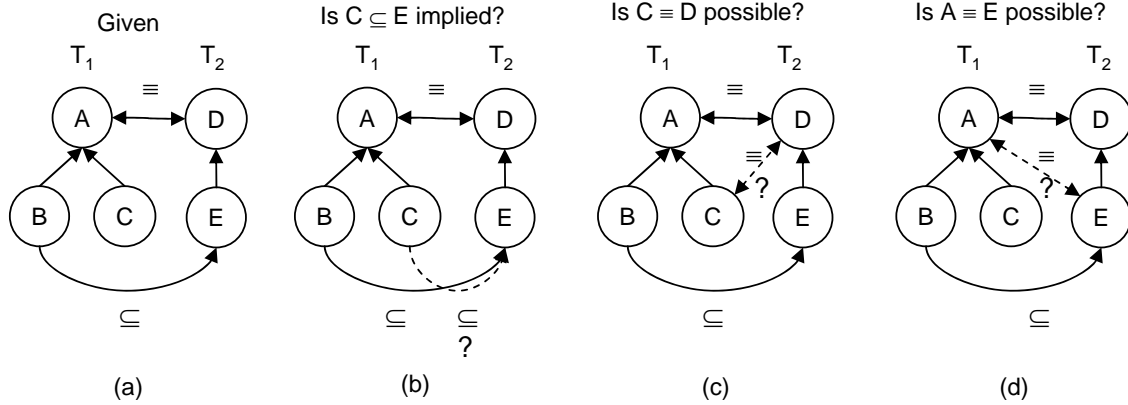 Given
T1 T2
≡
A D
B C E
⊆
(a)
Is C ⊆ E implied?
T1 T2
≡
A D
B C E
⊆ ⊆
?
(b)
Is C ≡ D possible?
T1 T2
≡
A D
≡
?
B C E
⊆
(c)
Is A ≡ E possible?
T1 T2
≡
A D
≡
?
B C E
⊆
(d)